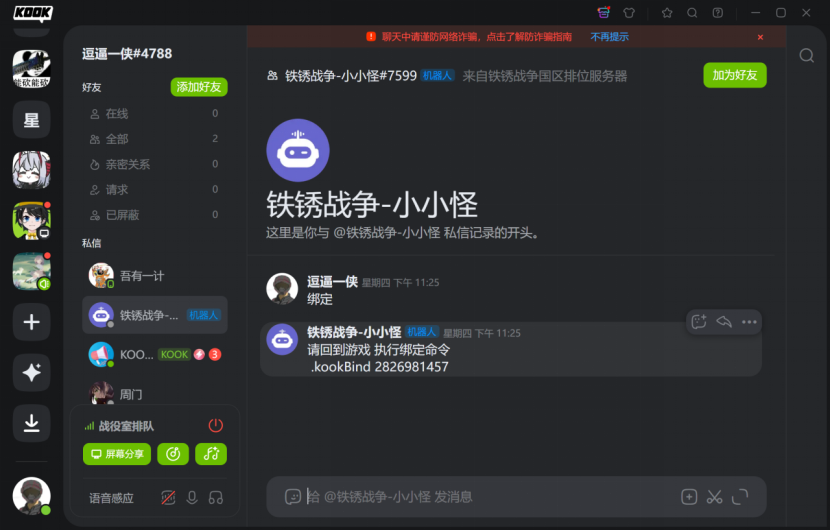 KOOK
能砍能砍
星
逗逼一侠#4788
好友
添加好友
在线 0
全部 2
亲密关系 0
请求 0
已屏蔽 0
私信
吾有一计
铁锈战争-... 机器人
KOO... KOOK 3
周门
战役室排队
屏幕分享
语音感应
聊天中请谨防网络诈骗，点击了解防诈骗指南 不再提示
铁锈战争-小小怪#7599 机器人 来自铁锈战争国区排位服务器
加为好友
铁锈战争-小小怪
这里是你与 @铁锈战争-小小怪 私信记录的开头。
逗逼一侠 星期四 下午 11:25
绑定
铁锈战争-小小怪 机器人 星期四 下午 11:25
请回到游戏 执行绑定命令
.kookBind 2826981457
给 @铁锈战争-小小怪 发消息